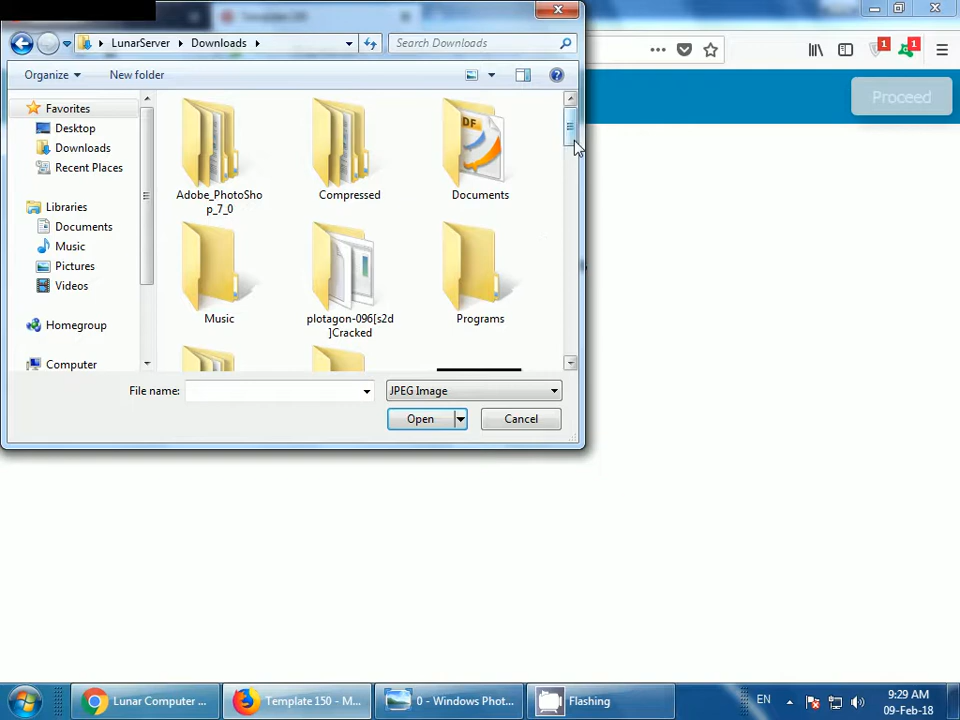 LunarServer
Downloads
Search Downloads
Organize
New folder
Proceed
1
1
Favorites
Desktop
Downloads
Recent Places
Libraries
Documents
Music
Pictures
Videos
Homegroup
Computer
Adobe_PhotoSho
p_7_0
Compressed
DF
Documents
Music
plotagon-096[s2d
]Cracked
Programs
File name:
JPEG Image
Open
Cancel
Lunar Computer ...
Template 150 - M...
0 - Windows Phot...
Flashing
EN
9:29 AM
09-Feb-18